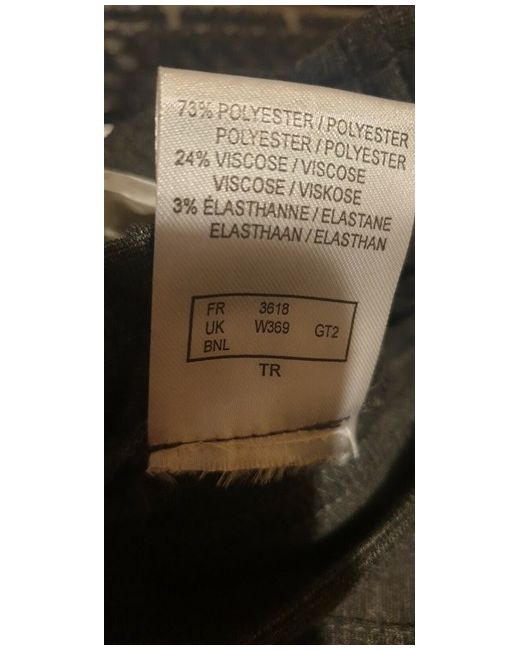 73% POLYESTER / POLYESTER
POLYESTER / POLYESTER
24% VISCOSE / VISCOSE
VISCOSE / VISKOSE
3% ÉLASTHANNE / ELASTANE
ELASTHAAN / ELASTHAN
FR 3618
UK W369 GT2
BNL
TR